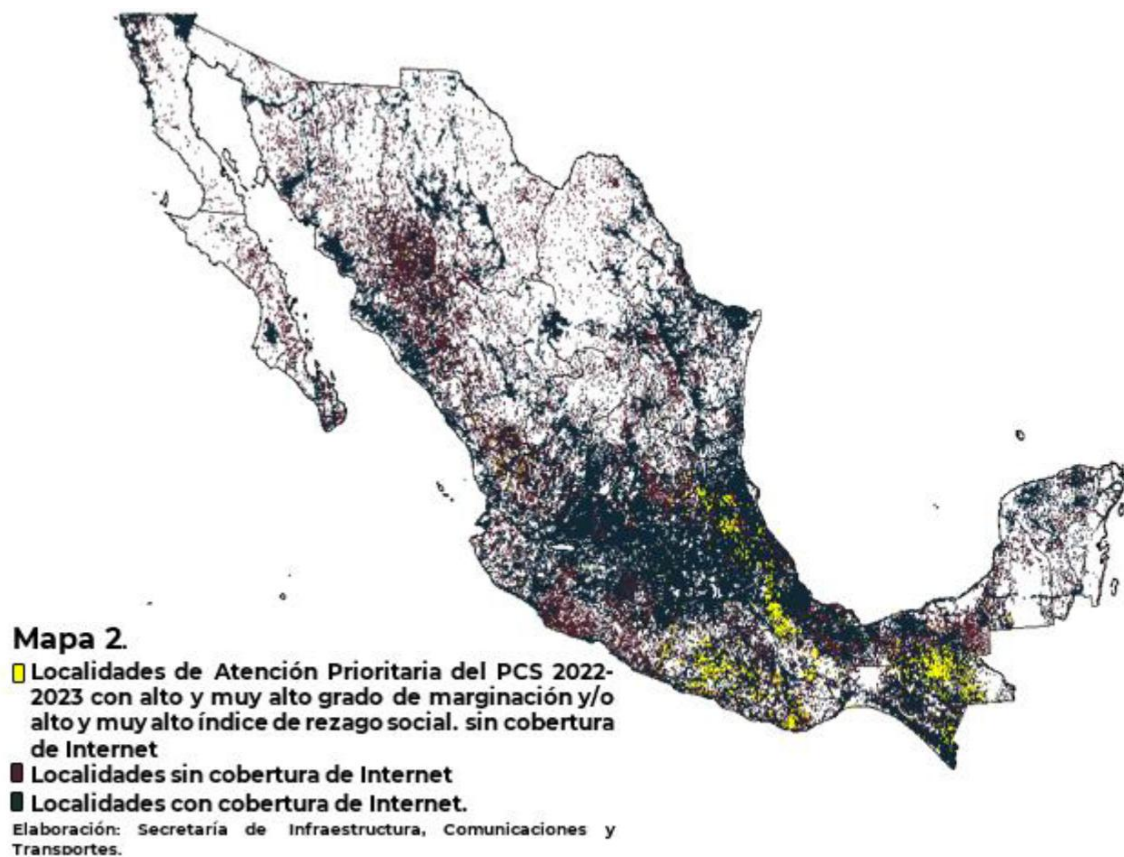 Mapa 2.
Localidades de Atención Prioritaria del PCS 2022-
2023 con alto y muy alto grado de marginación y/o
alto y muy alto índice de rezago social. sin cobertura
de Internet
Localidades sin cobertura de Internet
Localidades con cobertura de Internet.
Elaboración: Secretaría de Infraestructura, Comunicaciones y
Transportes.